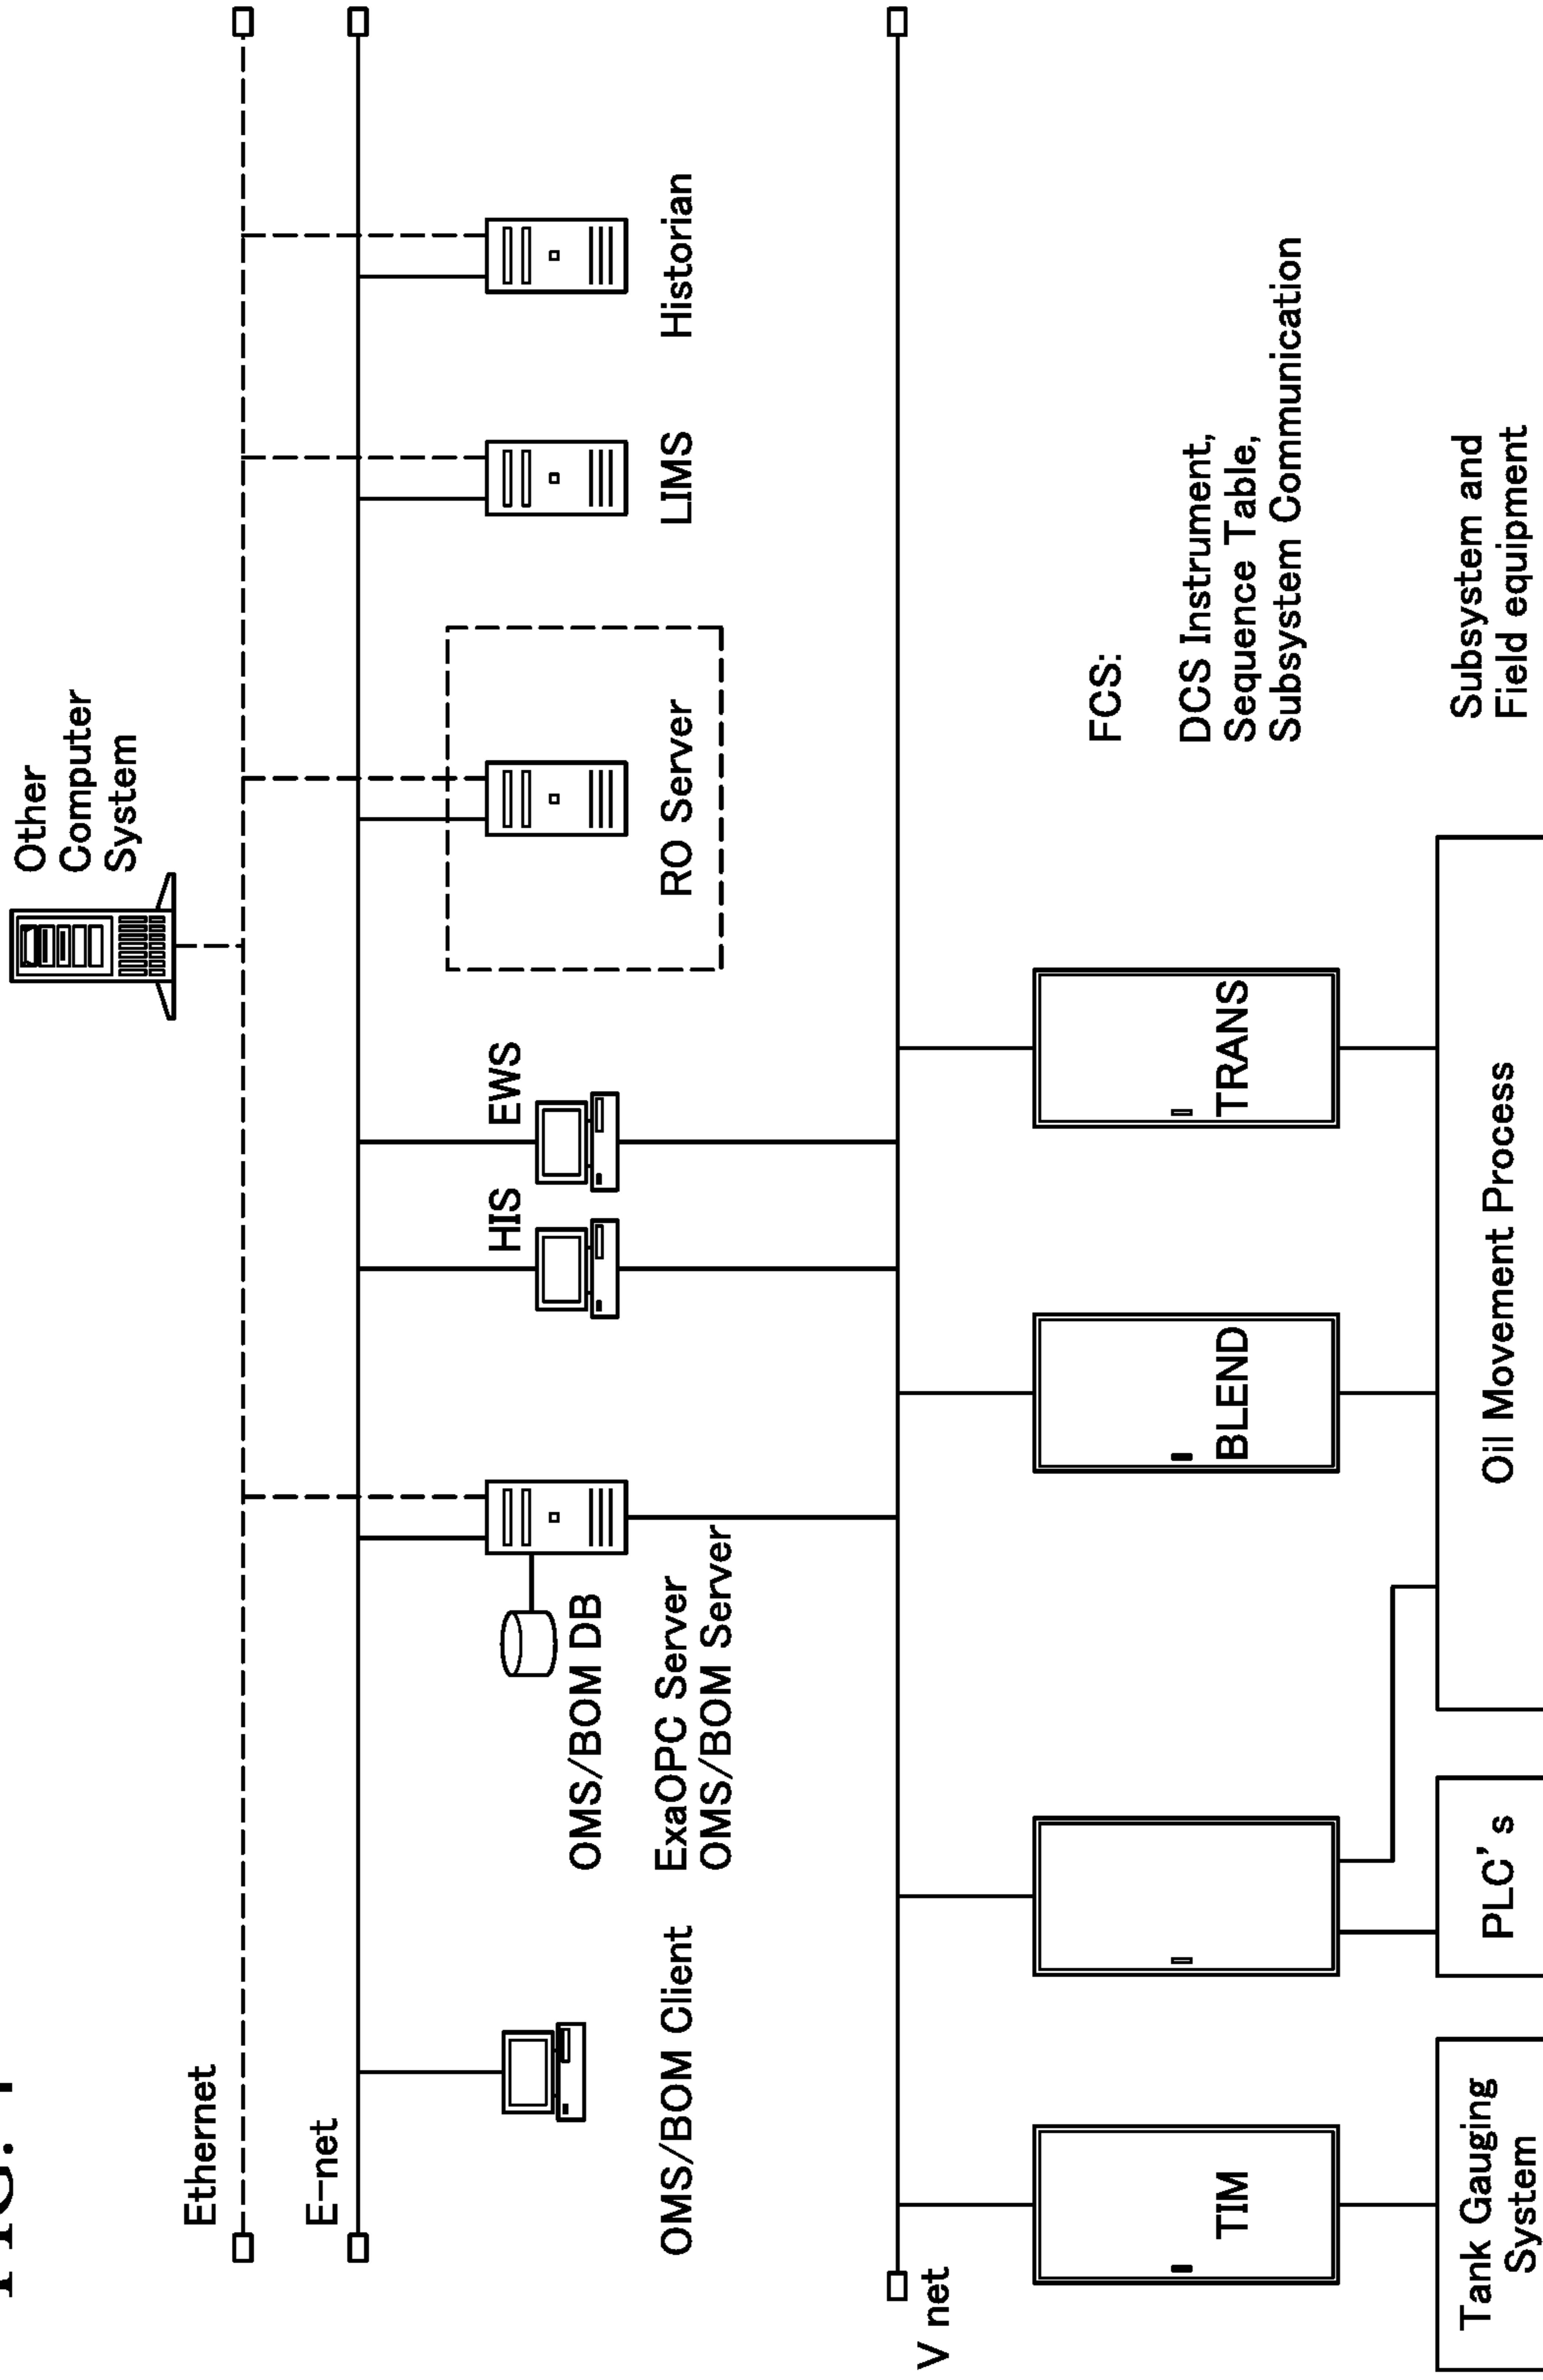 Other
Computer
System
Ethernet
E-net
HIS
EWS
OMS/BOM DB
OMS/BOM Client
ExaOPC Server
OMS/BOM Server
RO Server
LIMS
Historian
V net
FCS:
DCS Instrument,
Sequence Table,
Subsystem Communication
TIM
BLEND
TRANS
Tank Gauging
System
PLC's
Oil Movement Process
Subsystem and
Field equipment